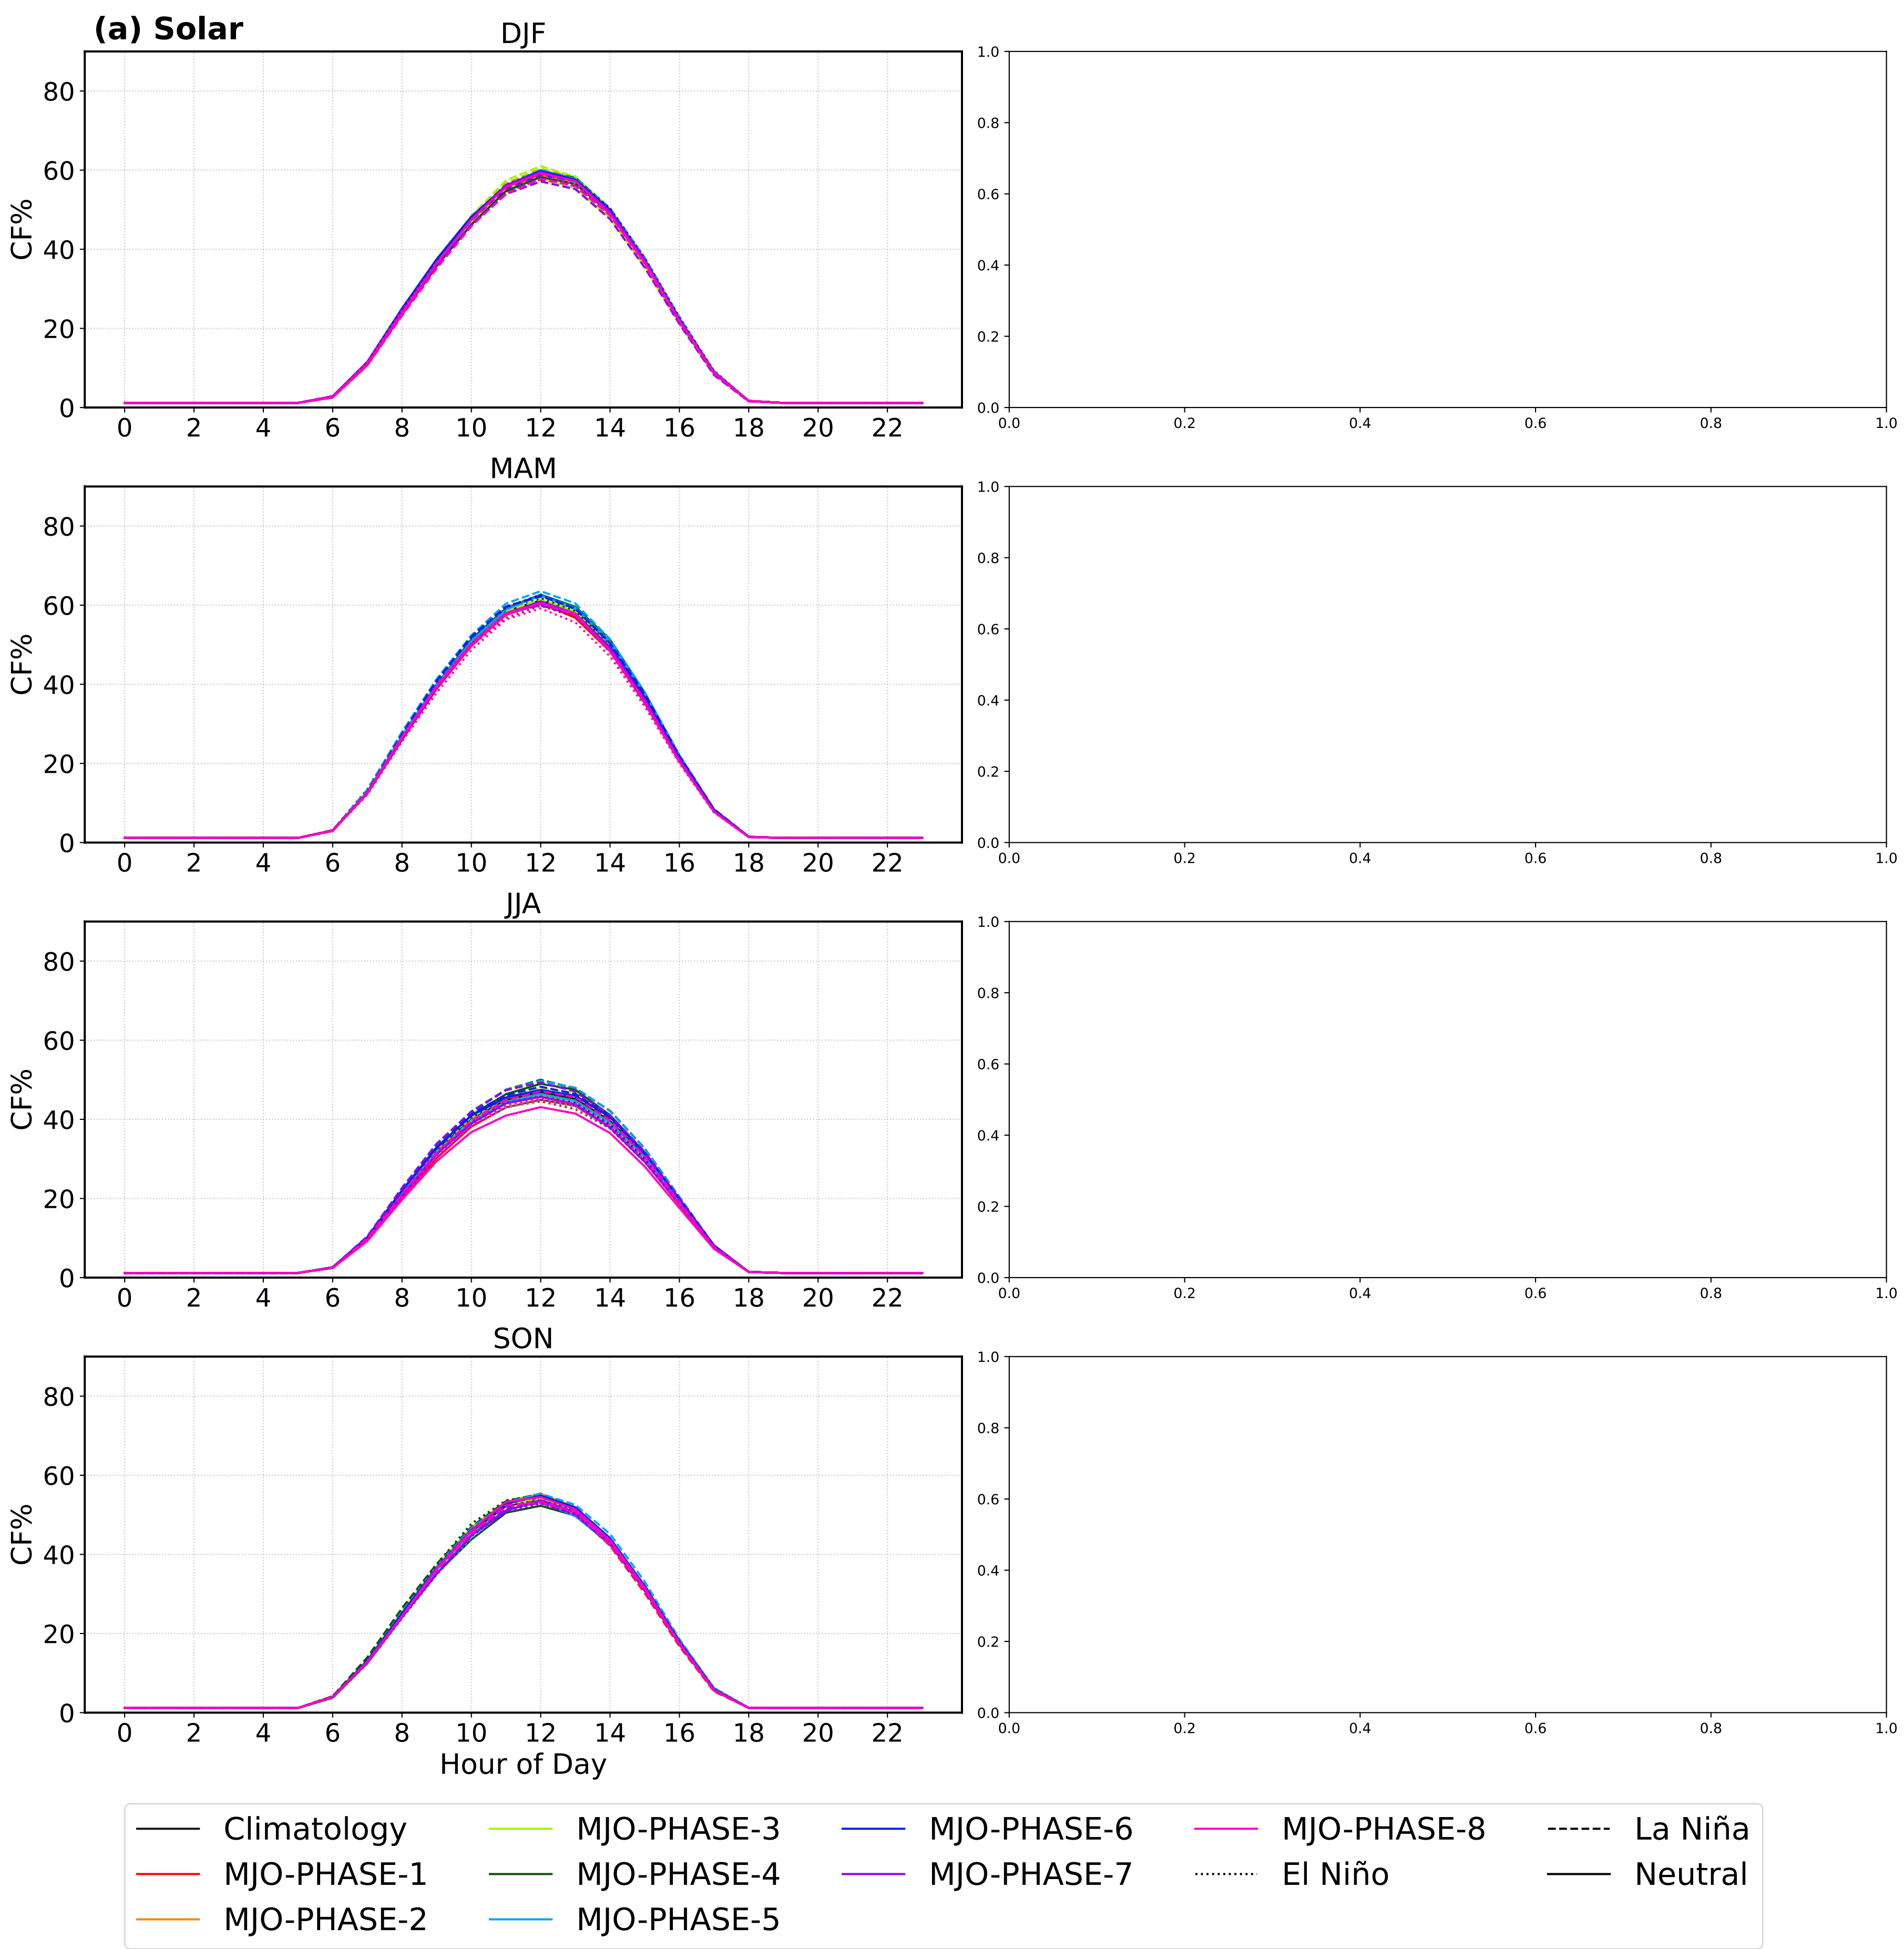 (a) Solar
DJF
CF%
80
60
40
20
0
0 2 4 6 8 10 12 14 16 18 20 22
1.0
0.8
0.6
0.4
0.2
0.0
0.0 0.2 0.4 0.6 0.8 1.0
MAM
CF%
80
60
40
20
0
0 2 4 6 8 10 12 14 16 18 20 22
1.0
0.8
0.6
0.4
0.2
0.0
0.0 0.2 0.4 0.6 0.8 1.0
JJA
CF%
80
60
40
20
0
0 2 4 6 8 10 12 14 16 18 20 22
1.0
0.8
0.6
0.4
0.2
0.0
0.0 0.2 0.4 0.6 0.8 1.0
SON
CF%
80
60
40
20
0
0 2 4 6 8 10 12 14 16 18 20 22
Hour of Day
1.0
0.8
0.6
0.4
0.2
0.0
0.0 0.2 0.4 0.6 0.8 1.0
Climatology MJO-PHASE-3 MJO-PHASE-6 MJO-PHASE-8 La Niña
MJO-PHASE-1 MJO-PHASE-4 MJO-PHASE-7 El Niño Neutral
MJO-PHASE-2 MJO-PHASE-5